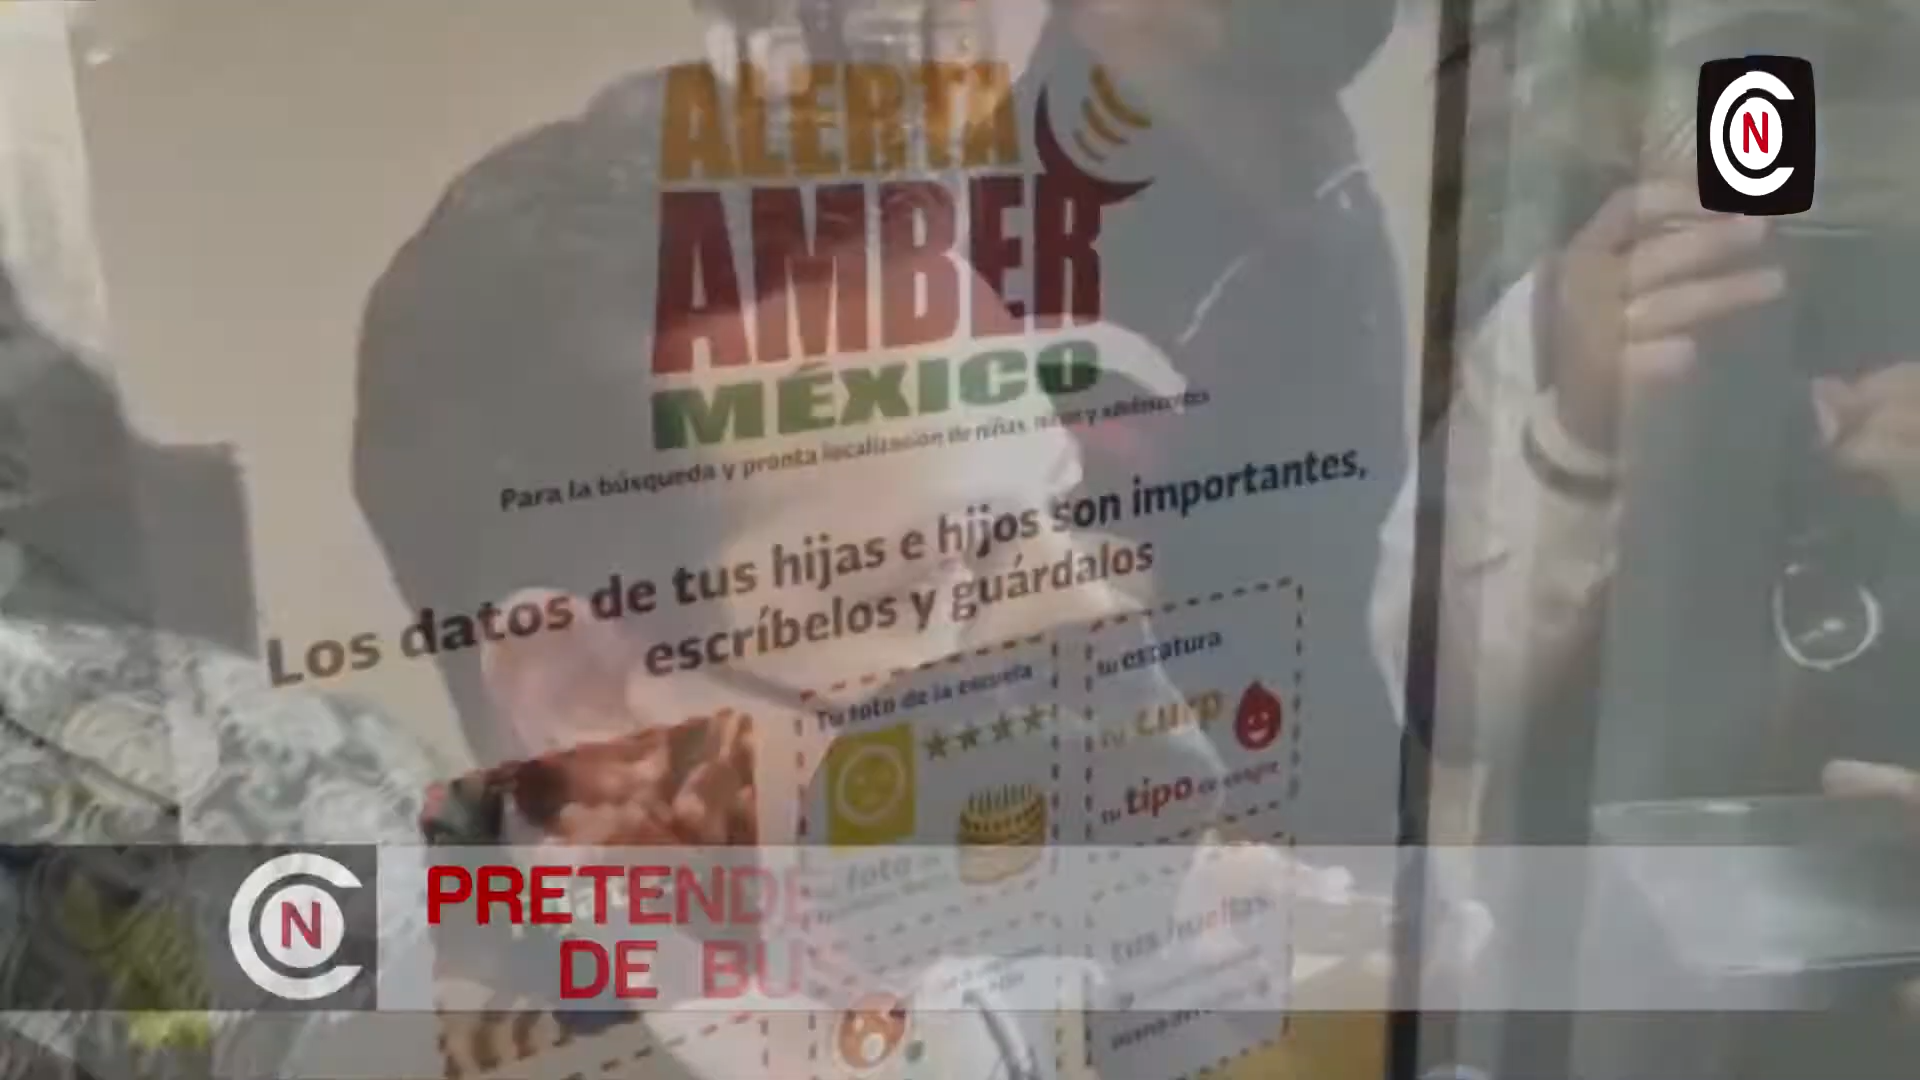 ALERTA
AMBER
MÉXICO
Para la búsqueda y pronta localización de niñas, niños y adolescentes
Los datos de tus hijas e hijos son importantes,
escríbelos y guárdalos
Tu foto de la escuela
tu estatura
tu curp
tu tipo de sangre
foto
tus huellas
N
N
PRETENDE
DE BUS